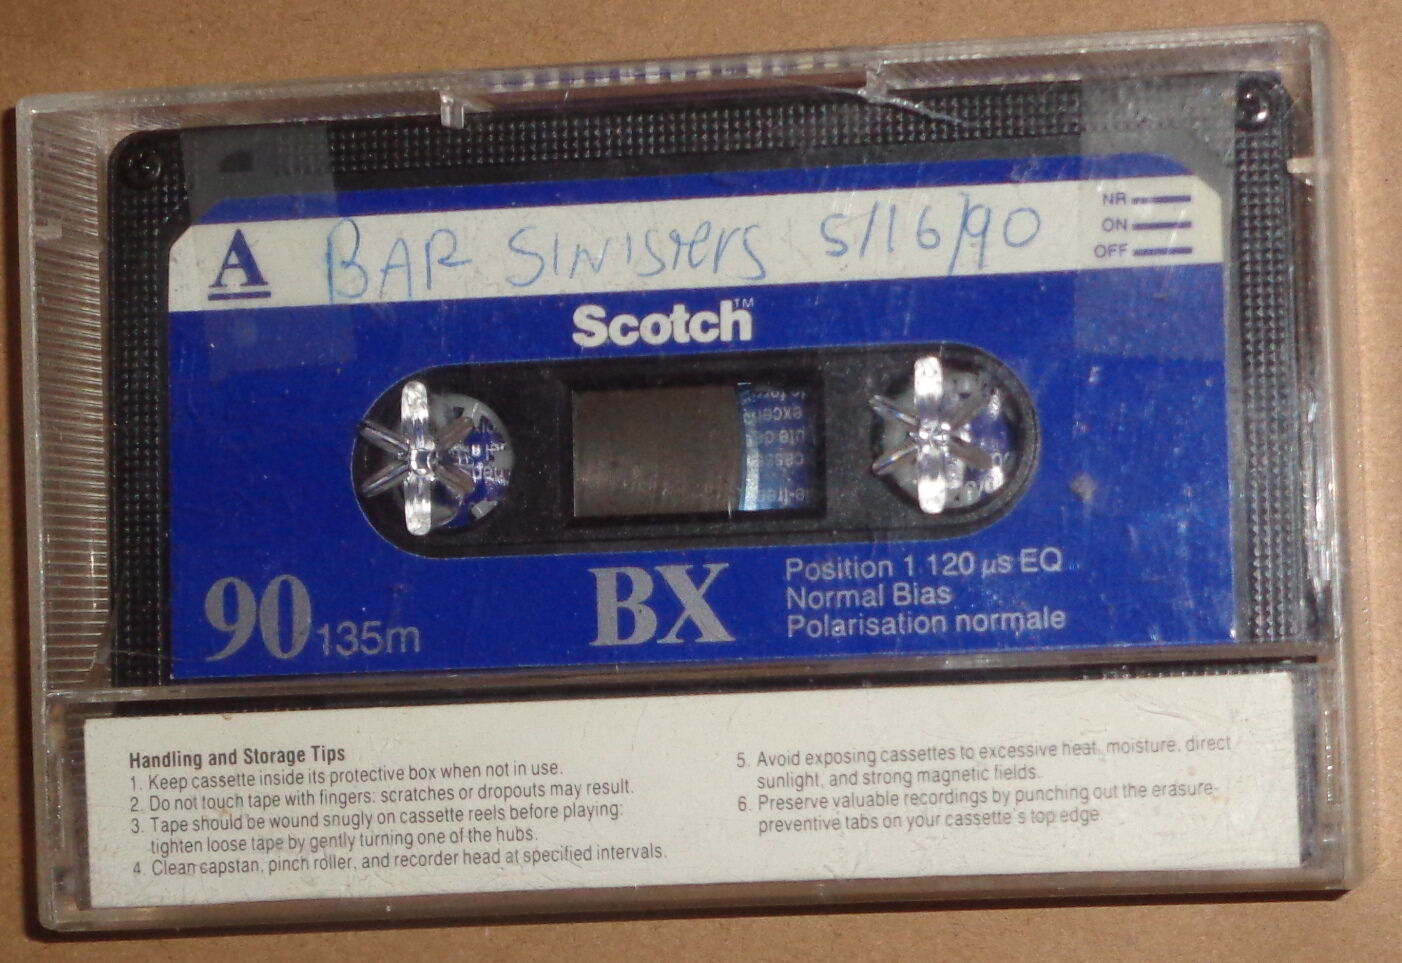 A BAR SINISTERS 5/16/90
NR
ON
OFF
Scotch™
90 135m
BX
Position 1 120 µs EQ
Normal Bias
Polarisation normale
Handling and Storage Tips
1. Keep cassette inside its protective box when not in use.
2. Do not touch tape with fingers: scratches or dropouts may result.
3. Tape should be wound snugly on cassette reels before playing:
tighten loose tape by gently turning one of the hubs.
4. Clean capstan, pinch roller, and recorder head at specified intervals.
5. Avoid exposing cassettes to excessive heat, moisture, direct
sunlight, and strong magnetic fields.
6. Preserve valuable recordings by punching out the erasure-
preventive tabs on your cassette's top edge.